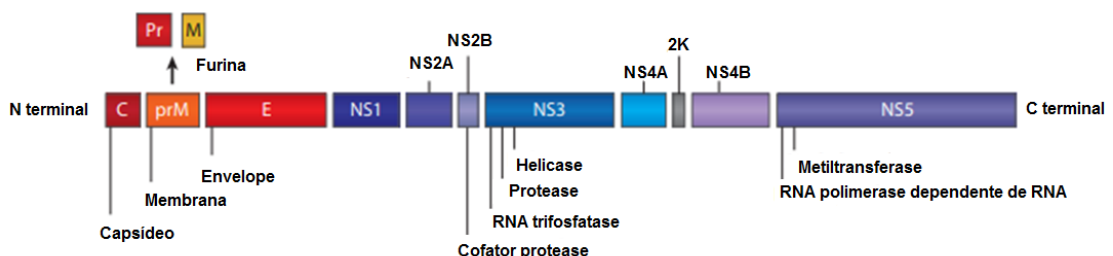 Pr M
Furina
NS2B
NS2A
2K
NS4A
NS4B
N terminal
C prM E NS1 NS3 NS5
C terminal
Helicase
Metiltransferase
Envelope
Protease
RNA polimerase dependente de RNA
Membrana
RNA trifosfatase
Capsídeo
Cofator protease